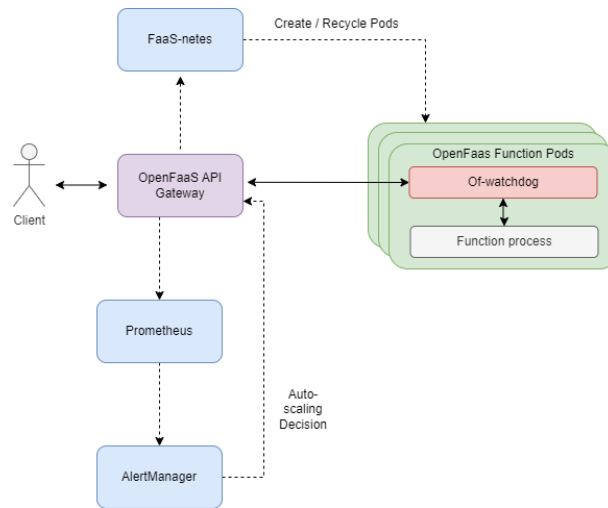 Create / Recycle Pods
FaaS-netes
OpenFaas Function Pods
Of-watchdog
OpenFaaS API
Gateway
Client
Function process
Prometheus
Auto-
scaling
Decision
AlertManager